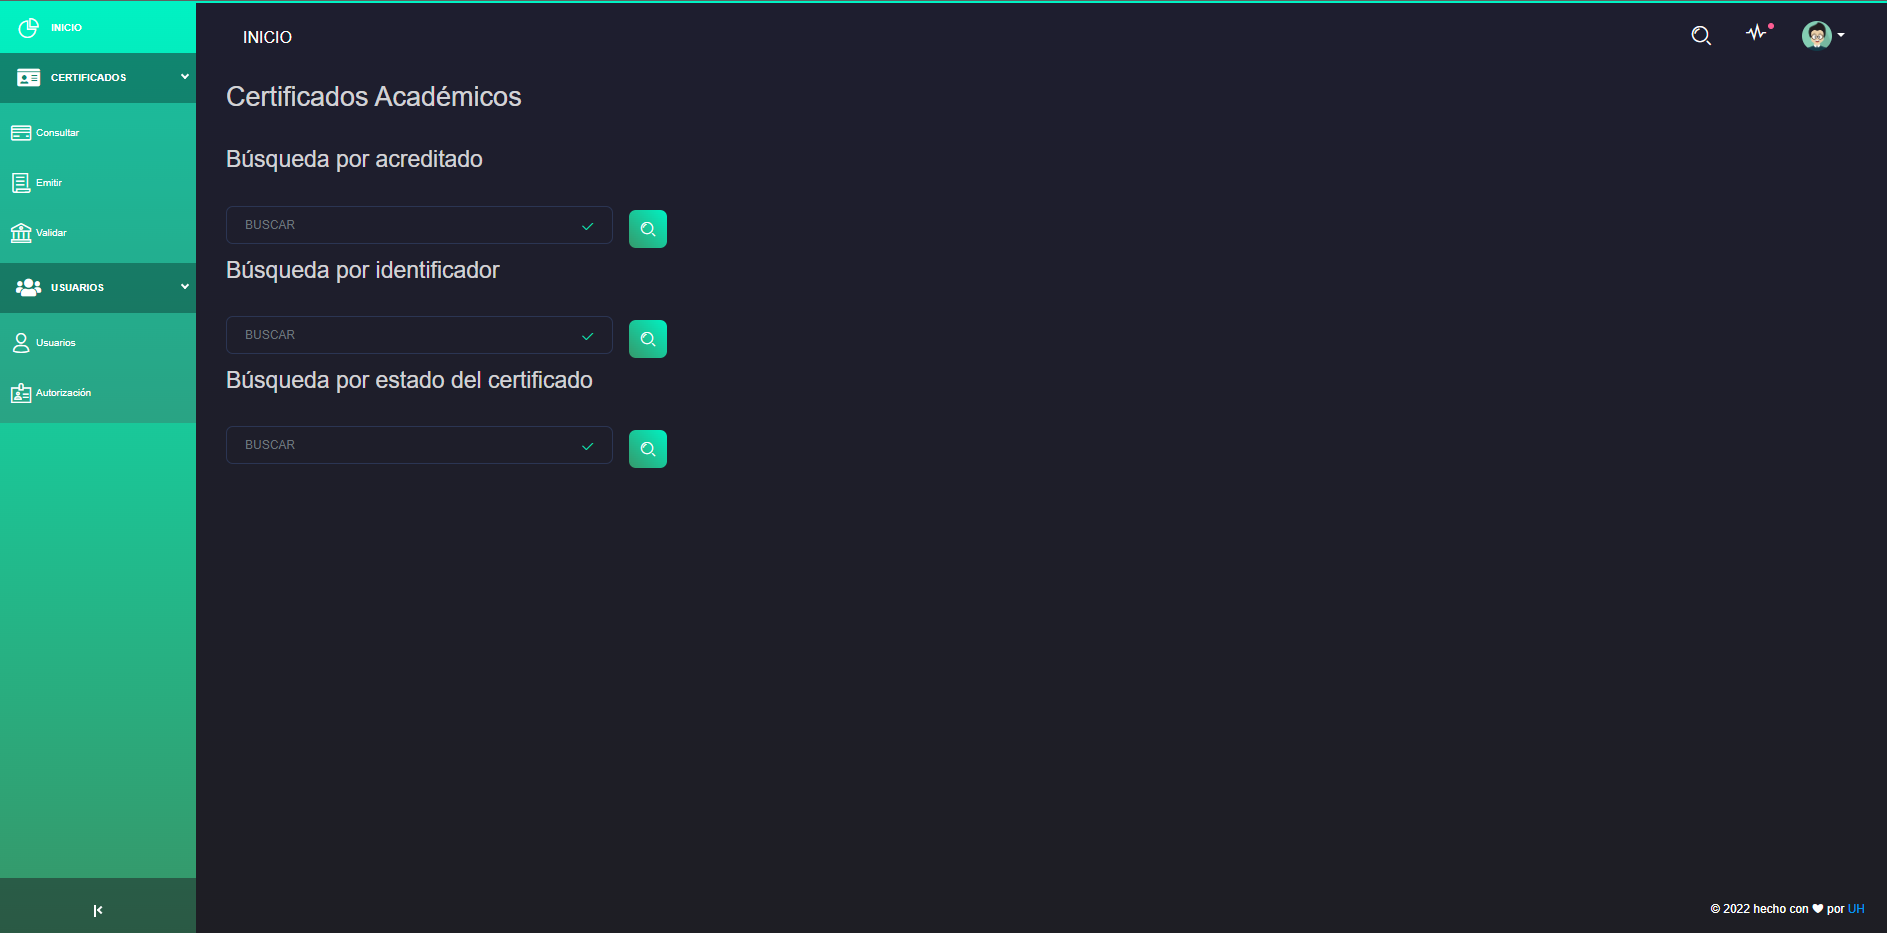 INICIO
CERTIFICADOS
Consultar
Emitir
Validar
USUARIOS
Usuarios
Autorización
INICIO
Certificados Académicos
Búsqueda por acreditado
BUSCAR
Búsqueda por identificador
BUSCAR
Búsqueda por estado del certificado
BUSCAR
© 2022 hecho con ♥ por UH